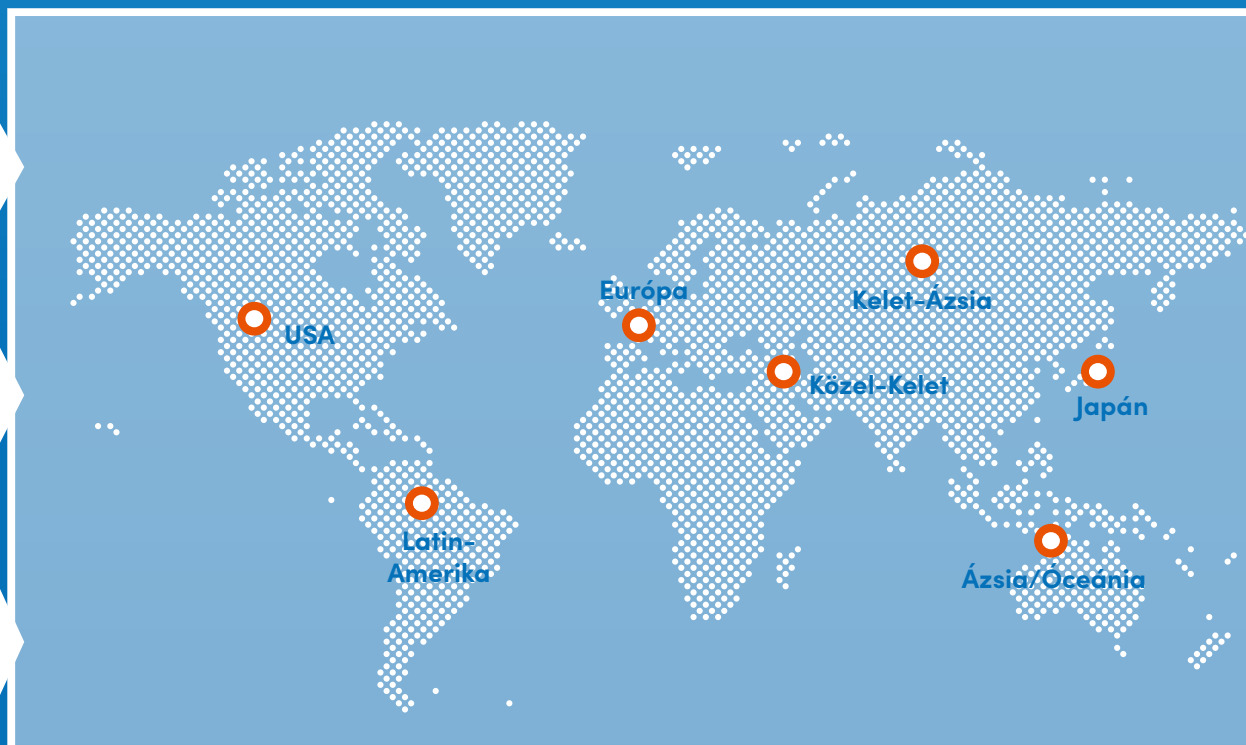 Európa
Kelet-Ázsia
USA
Közel-Kelet
Japán
Latin-
Amerika
Ázsia/Óceánia